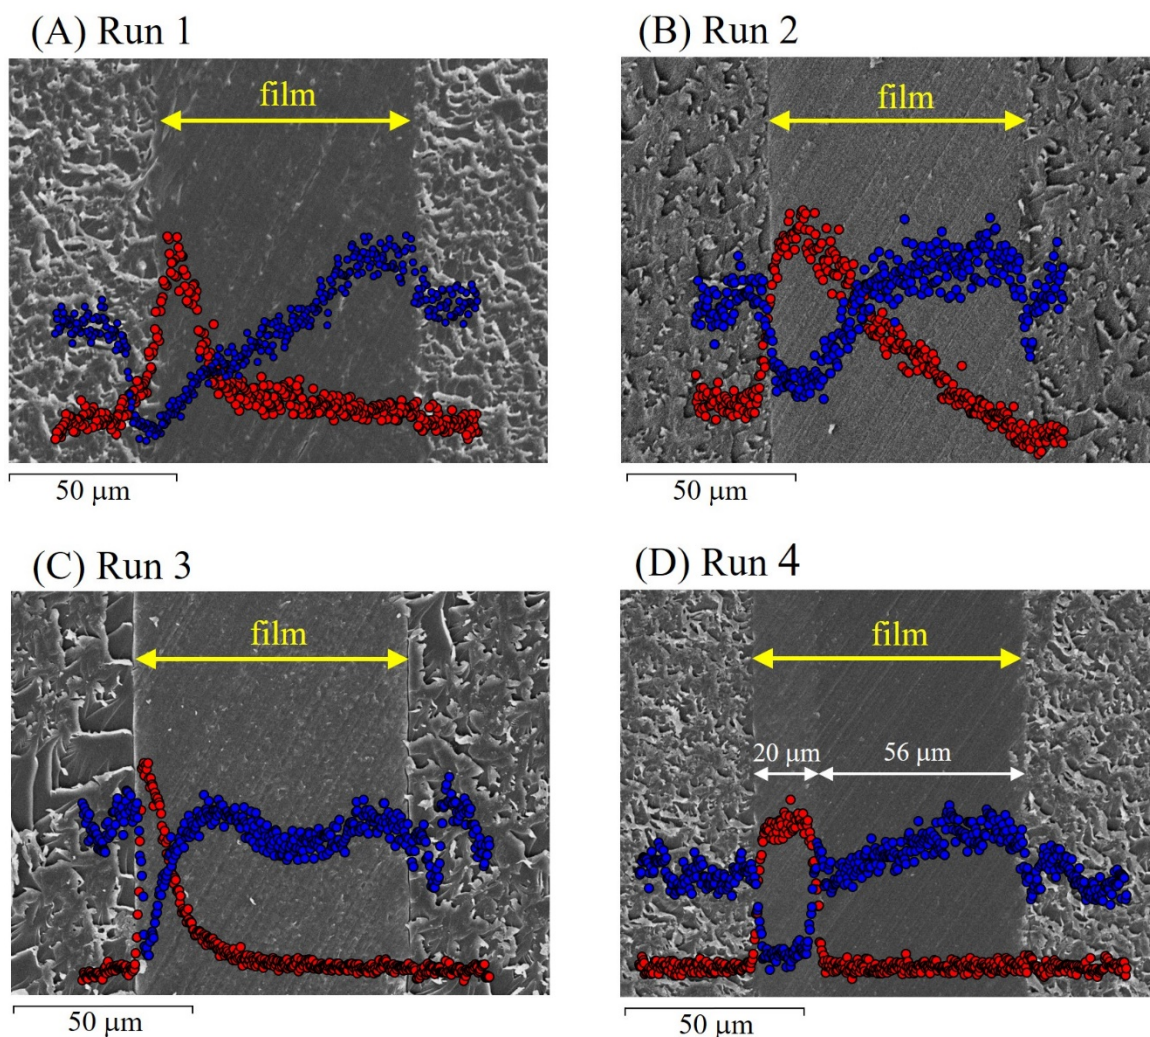 (A) Run 1
film
50 μm
(B) Run 2
film
50 μm
(C) Run 3
film
50 μm
(D) Run 4
film
20 μm
56 μm
50 μm